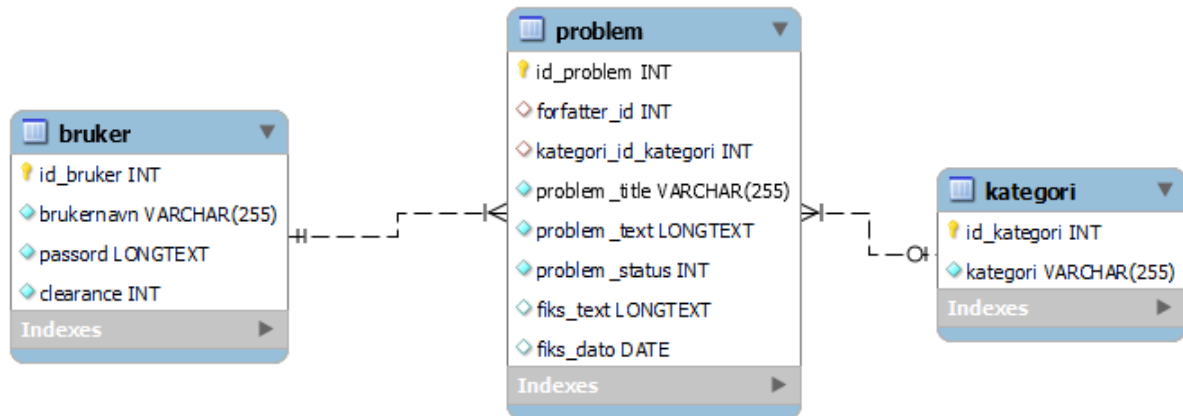 bruker
id_bruker INT
brukernavn VARCHAR(255)
passord LONGTEXT
clearance INT
Indexes
problem
id_problem INT
forfatter_id INT
kategori_id_kategori INT
problem_title VARCHAR(255)
problem_text LONGTEXT
problem_status INT
fiks_text LONGTEXT
fiks_dato DATE
Indexes
kategori
id_kategori INT
kategori VARCHAR(255)
Indexes